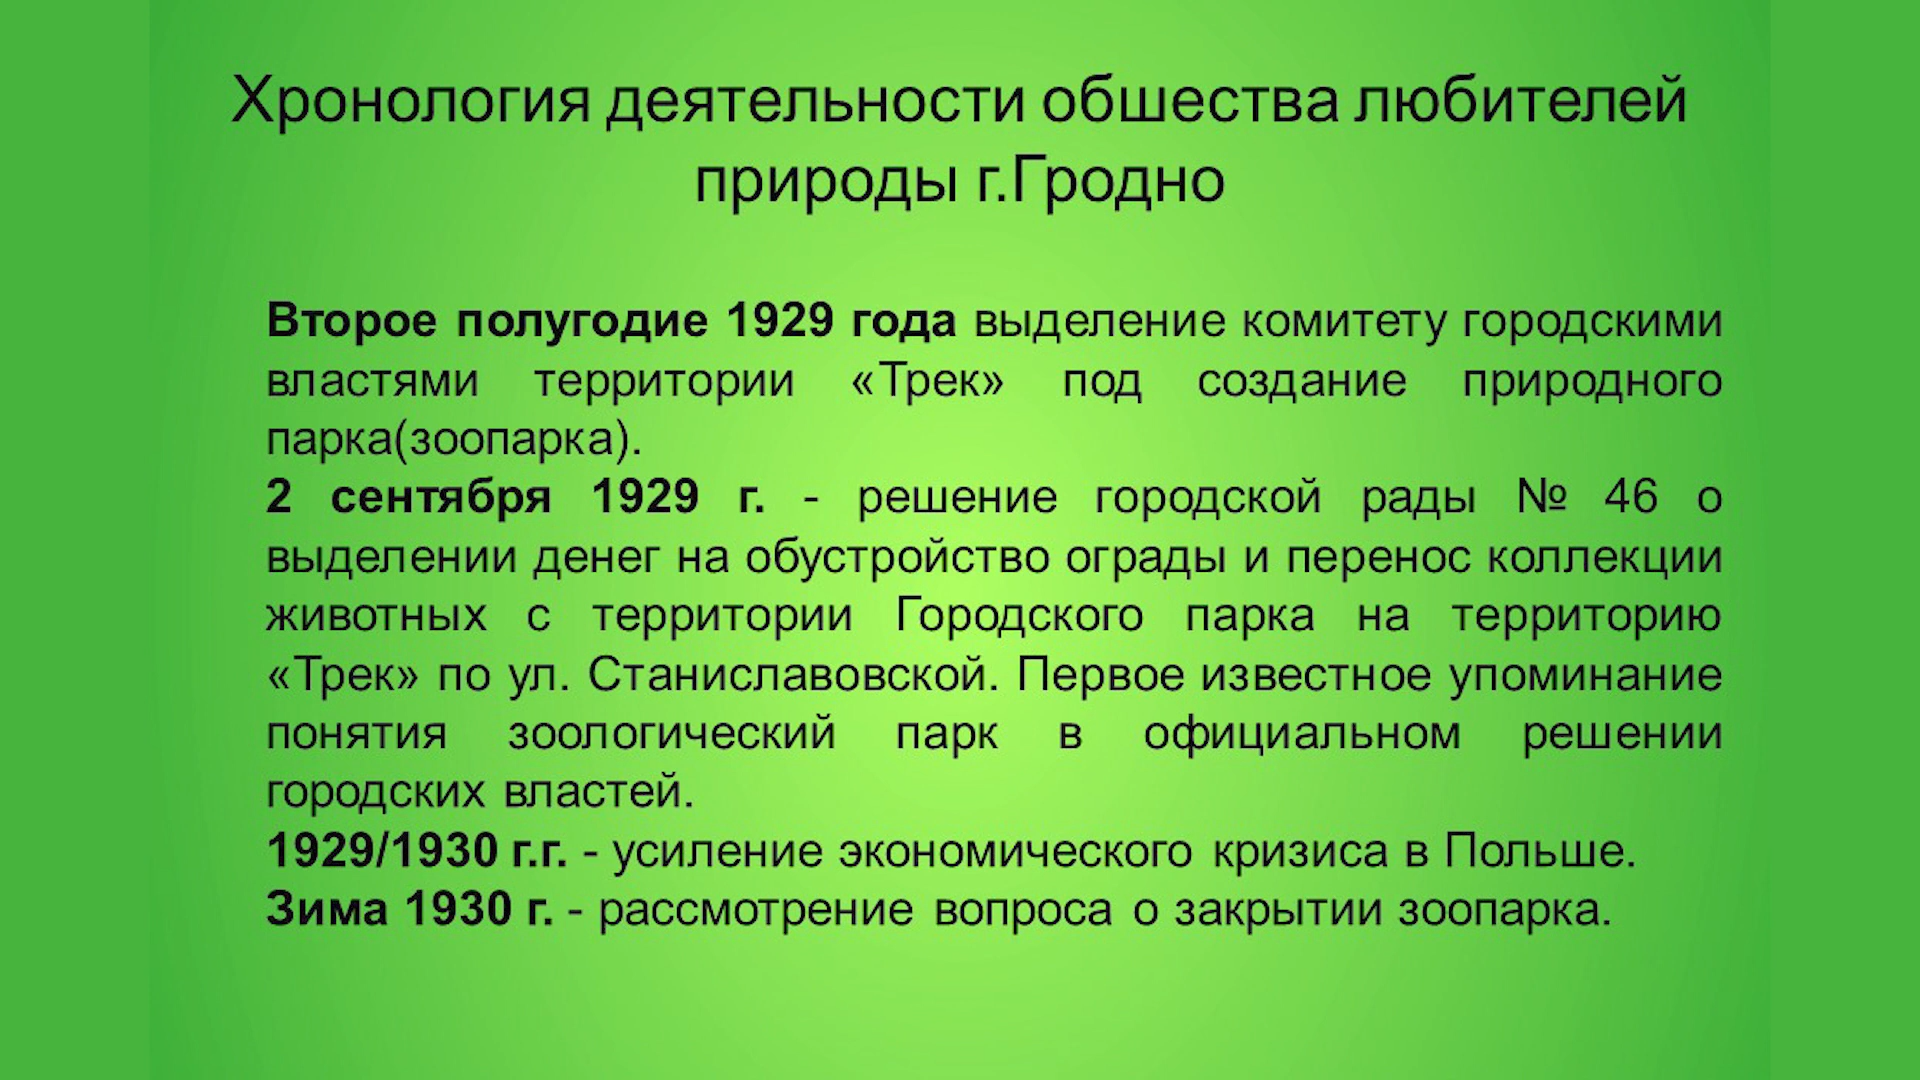 Хронология деятельности обшества любителей
природы г.Гродно
Второе полугодие 1929 года выделение комитету городскими
властями территории «Трек» под создание природного
парка(зоопарка).
2 сентября 1929 г. - решение городской рады № 46 о
выделении денег на обустройство ограды и перенос коллекции
животных с территории Городского парка на территорию
«Трек» по ул. Станиславовской. Первое известное упоминание
понятия зоологический парк в официальном решении
городских властей.
1929/1930 г.г. - усиление экономического кризиса в Польше.
Зима 1930 г. - рассмотрение вопроса о закрытии зоопарка.